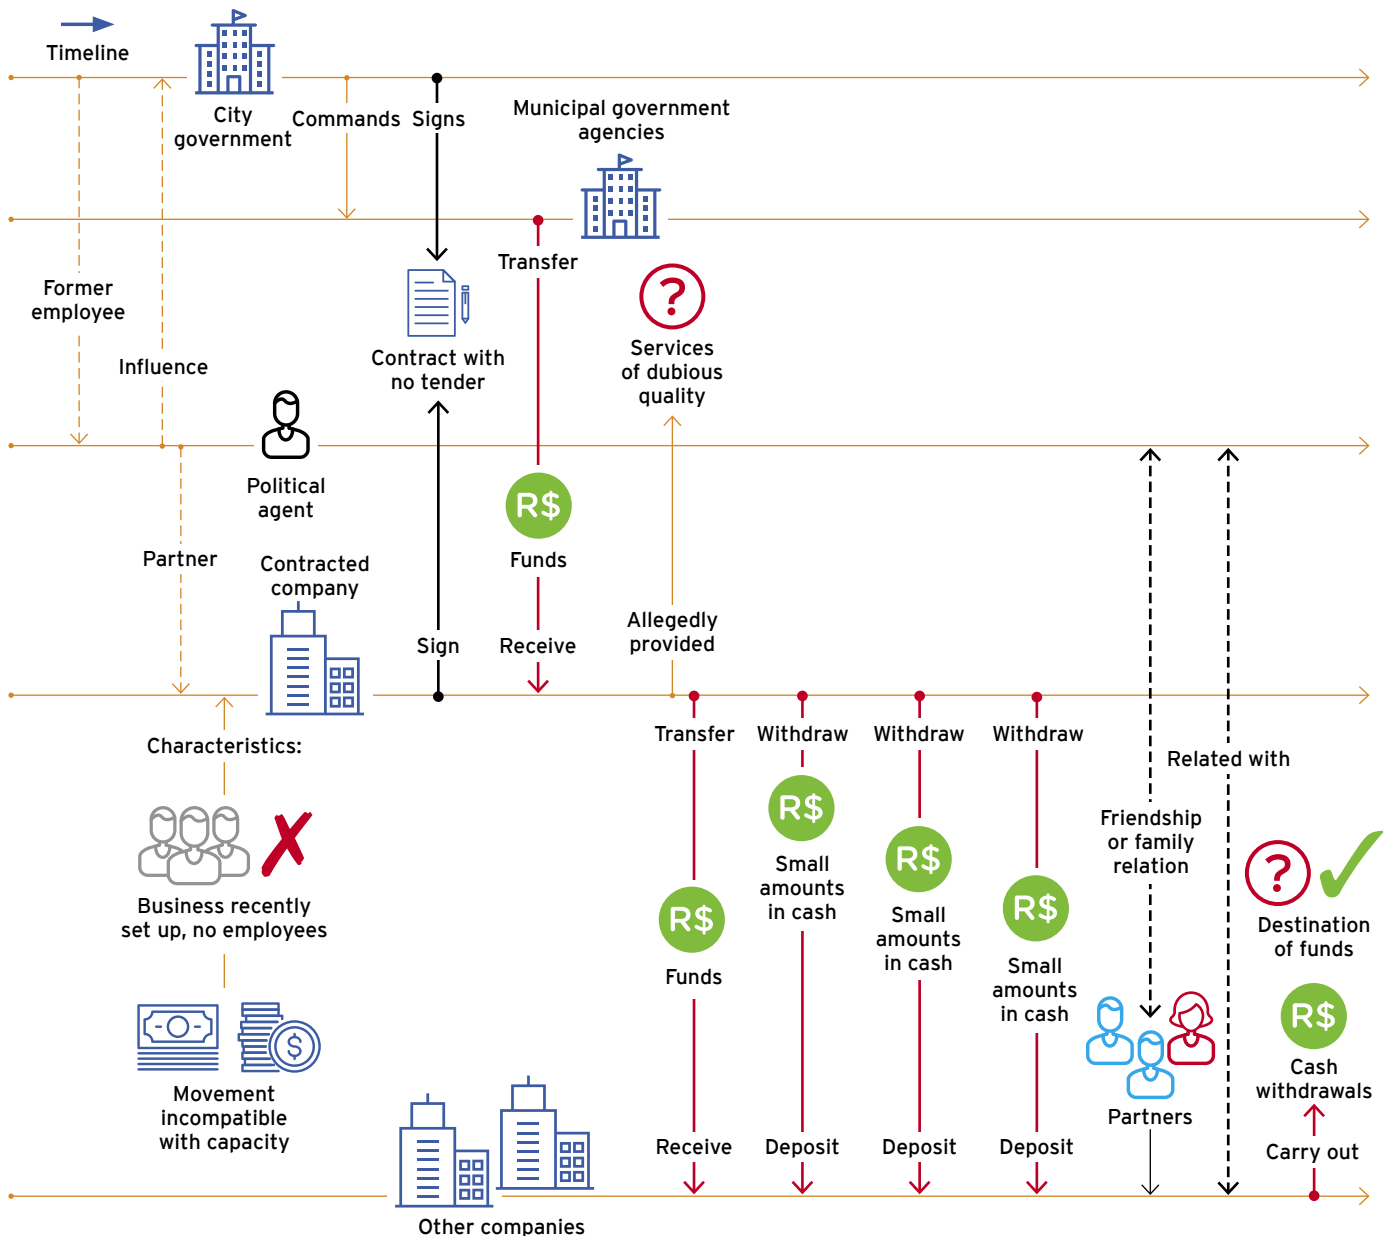 Timeline
City
government
Commands
Signs
Municipal government
agencies
Former
employee
Influence
Contract with
no tender
Transfer
?
Services
of dubious
quality
Political
agent
R$
Funds
Partner
Contracted
company
Sign
Receive
Allegedly
provided
Characteristics:
Business recently
set up, no employees
$
Movement
incompatible
with capacity
Transfer
R$
Funds
Receive
Withdraw
R$
Small
amounts
in cash
Deposit
Withdraw
R$
Small
amounts
in cash
Deposit
Withdraw
R$
Small
amounts
in cash
Deposit
Related with
Friendship
or family
relation
Partners
?
Destination
of funds
R$
Cash
withdrawals
Carry out
Other companies